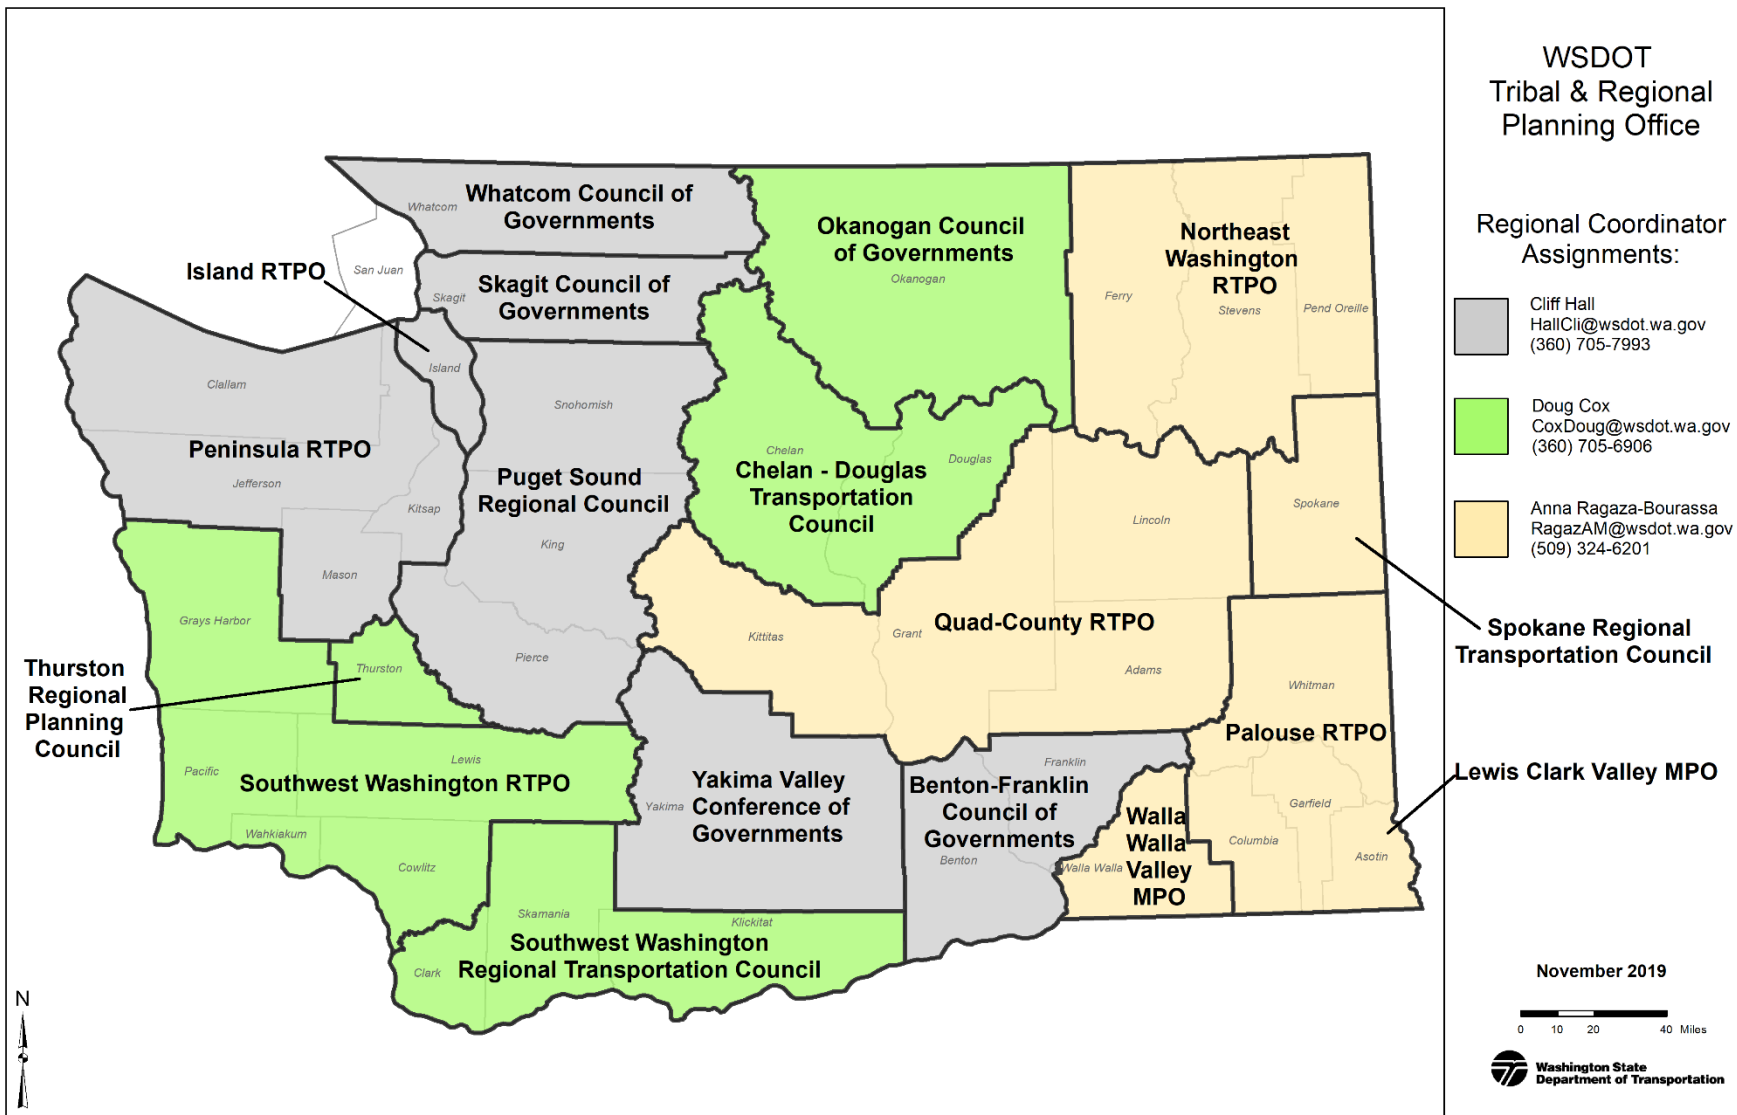 WSDOT
Tribal & Regional
Planning Office
Regional Coordinator
Assignments:
Cliff Hall
HallCli@wsdot.wa.gov
(360) 705-7993
Doug Cox
CoxDoug@wsdot.wa.gov
(360) 705-6906
Anna Ragaza-Bourassa
RagazAM@wsdot.wa.gov
(509) 324-6201
Whatcom Council of
Governments
Whatcom
San Juan
Island RTPO
Skagit Council of
Governments
Skagit
Okanogan Council
of Governments
Okanogan
Northeast
Washington
RTPO
Ferry
Stevens
Pend Oreille
Island
Clallam
Snohomish
Peninsula RTPO
Jefferson
Kitsap
Mason
Puget Sound
Regional Council
King
Pierce
Chelan
Douglas
Chelan - Douglas
Transportation
Council
Lincoln
Spokane
Spokane Regional
Transportation Council
Grays Harbor
Thurston
Thurston
Regional
Planning
Council
Kittitas
Grant
Quad-County RTPO
Adams
Whitman
Palouse RTPO
Lewis Clark Valley MPO
Garfield
Columbia
Asotin
Pacific
Lewis
Southwest Washington RTPO
Wahkiakum
Cowlitz
Yakima Valley
Conference of
Governments
Yakima
Franklin
Benton-Franklin
Council of
Governments
Benton
Walla Walla
Walla
Walla
Valley
MPO
Skamania
Klickitat
Clark
Southwest Washington
Regional Transportation Council
N
November 2019
0 10 20 40 Miles
Washington State
Department of Transportation